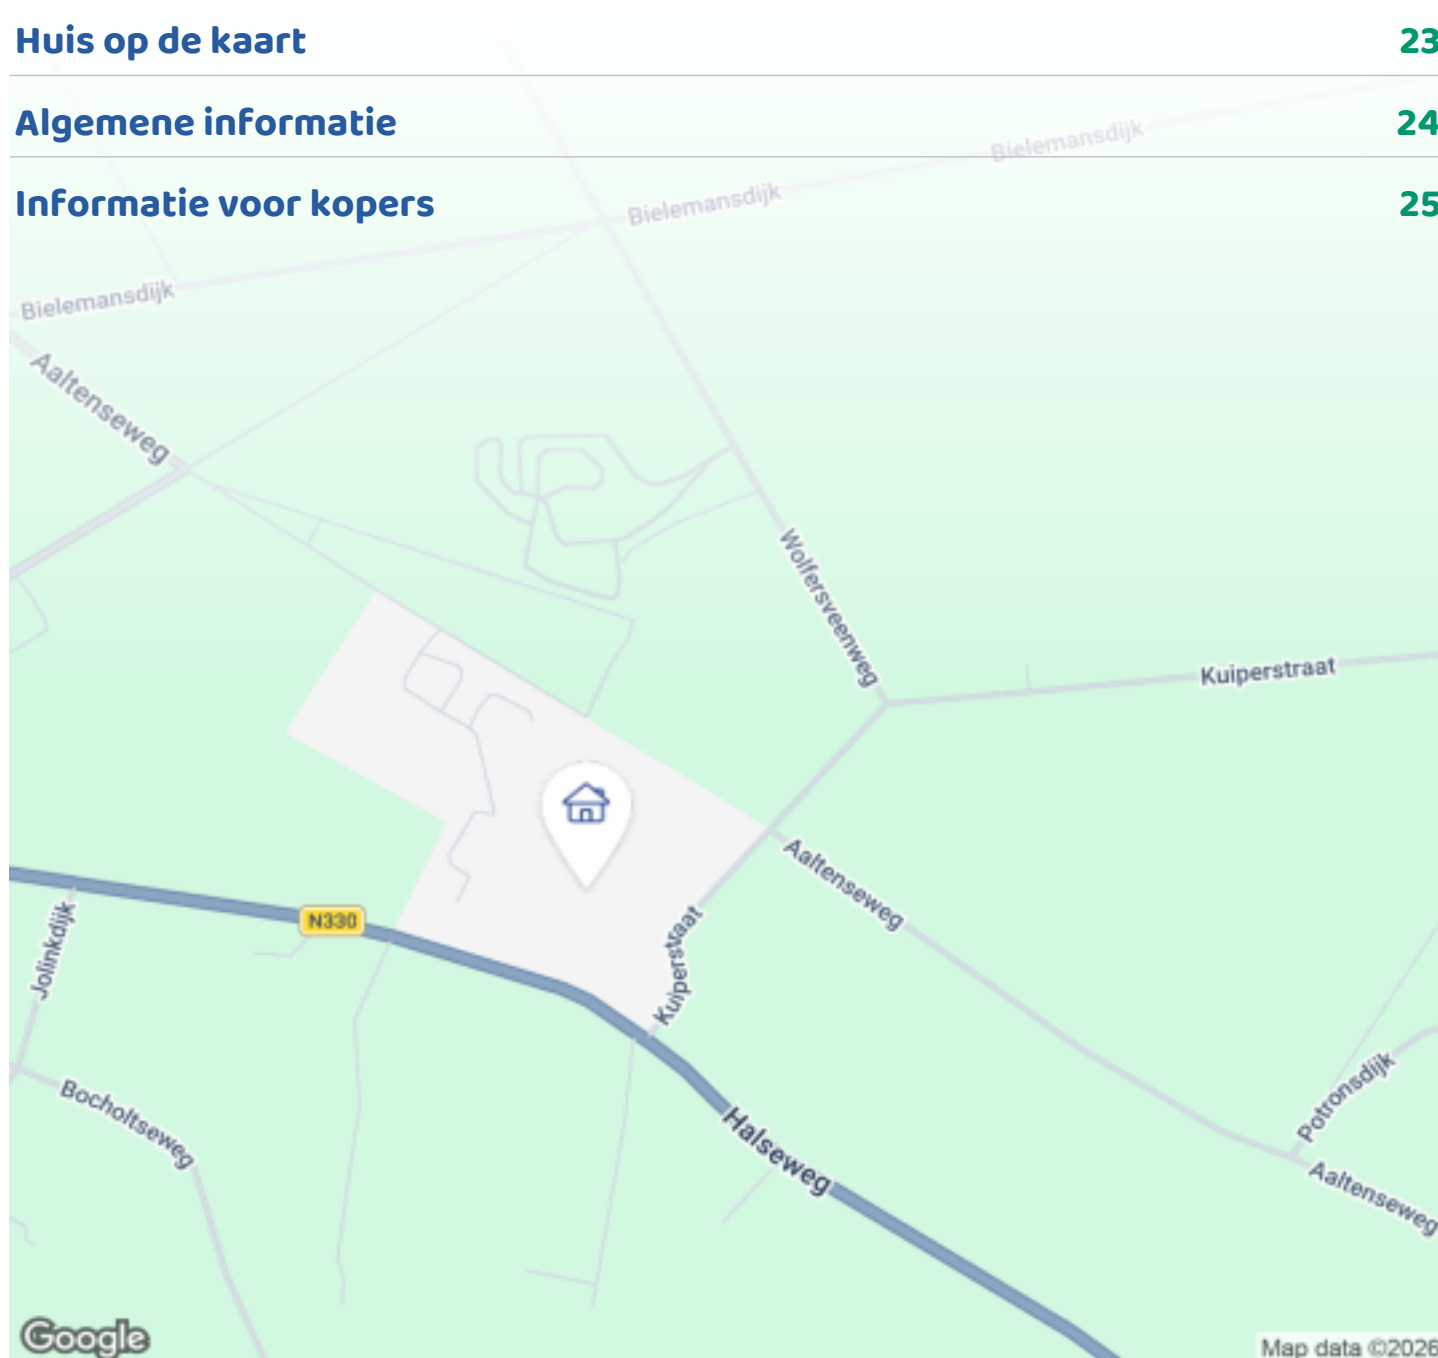 Huis op de kaart 23
Algemene informatie 24
Bielemansdijk
Informatie voor kopers 25
Bielemansdijk
Bielemansdijk
Aaltenseweg
Wolfersveenweg
Kuiperstraat
Aaltenseweg
N330
Kuiperstraat
Jolinkdijk
Bocholtseweg
Potronsdijk
Halseweg
Aaltenseweg
Google
Map data ©2026